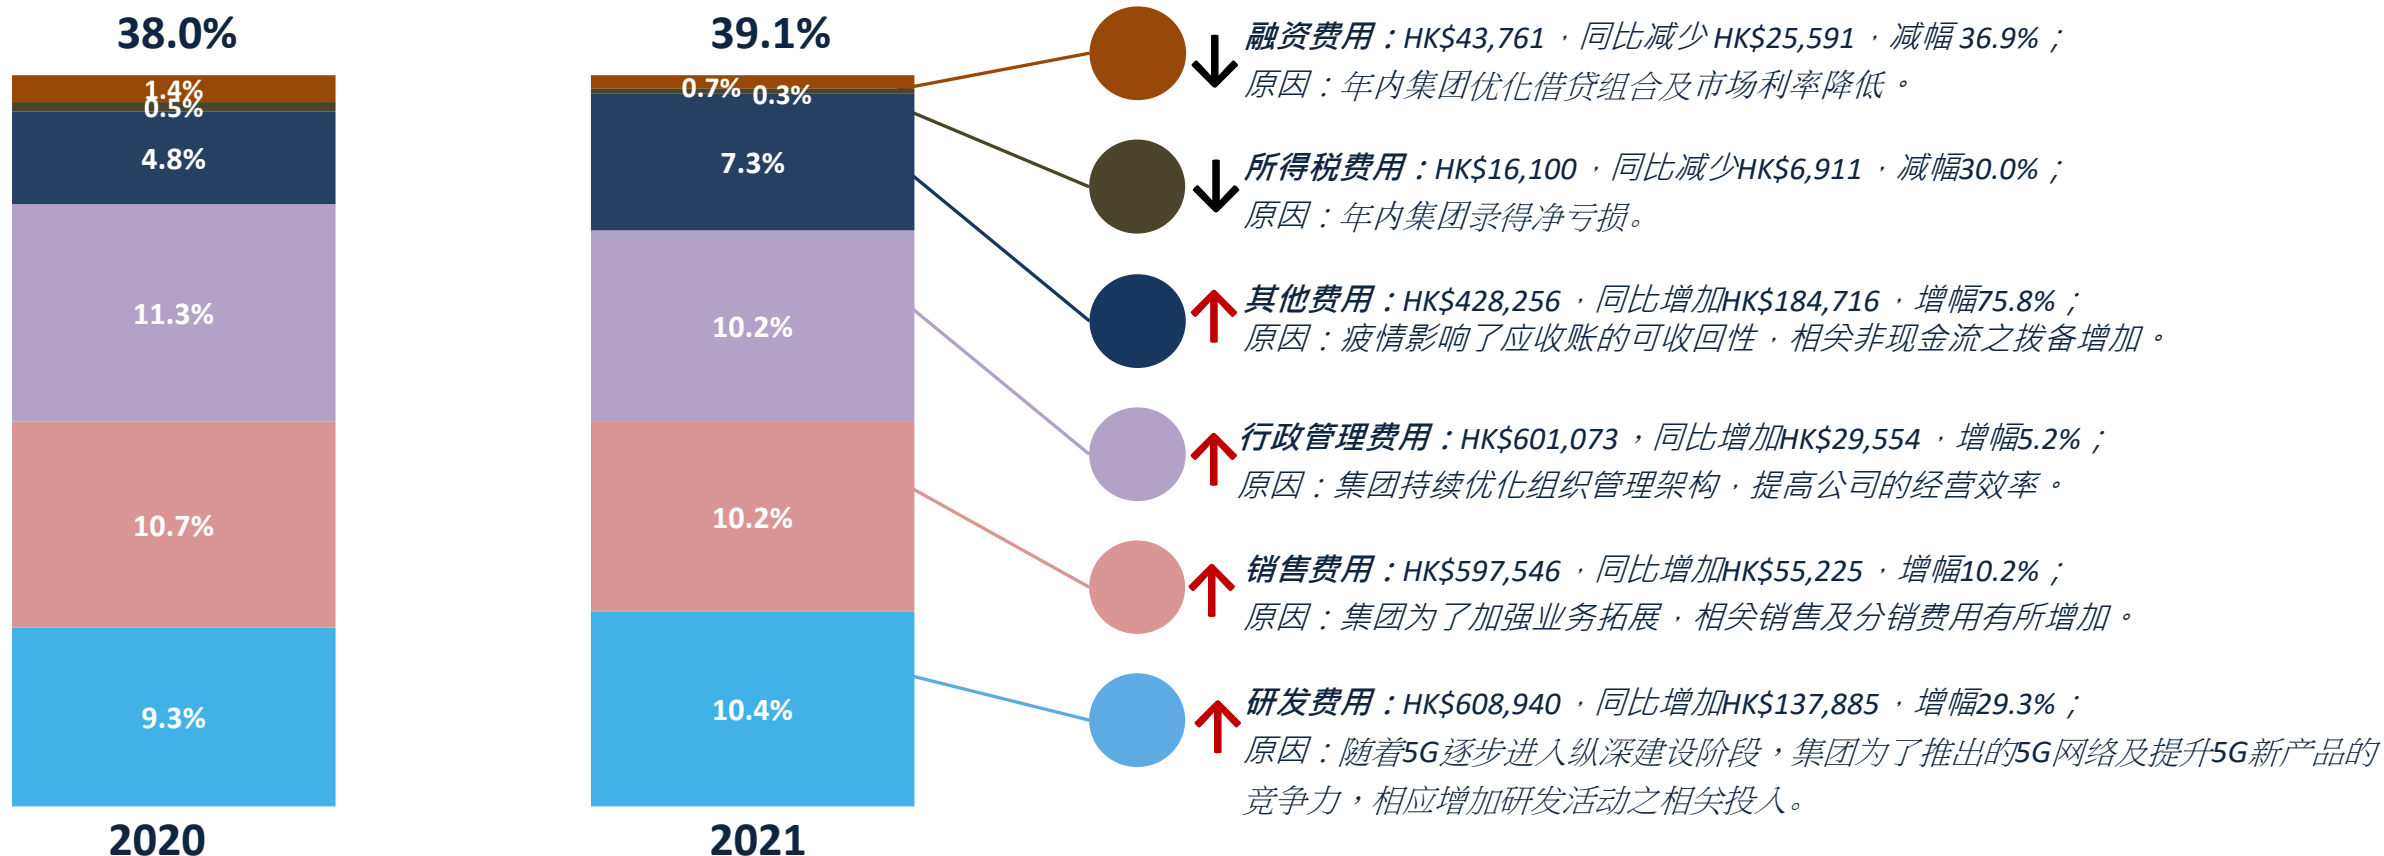 38.0%
1.4%
0.5%
4.8%
11.3%
10.7%
9.3%
2020
39.1%
0.7% 0.3%
7.3%
10.2%
10.2%
10.4%
2021
融资费用：HK$43,761，同比减少 HK$25,591，减幅 36.9%；
原因：年内集团优化借贷组合及市场利率降低。
所得税费用：HK$16,100，同比减少HK$6,911，减幅30.0%；
原因：年内集团录得净亏损。
其他费用：HK$428,256，同比增加HK$184,716，增幅75.8%；
原因：疫情影响了应收账的可收回性，相关非现金流之拨备增加。
行政管理费用：HK$601,073，同比增加HK$29,554，增幅5.2%；
原因：集团持续优化组织管理架构，提高公司的经营效率。
销售费用：HK$597,546，同比增加HK$55,225，增幅10.2%；
原因：集团为了加强业务拓展，相关销售及分销费用有所增加。
研发费用：HK$608,940，同比增加HK$137,885，增幅29.3%；
原因：随着5G逐步进入纵深建设阶段，集团为了推出的5G网络及提升5G新产品的
竞争力，相应增加研发活动之相关投入。